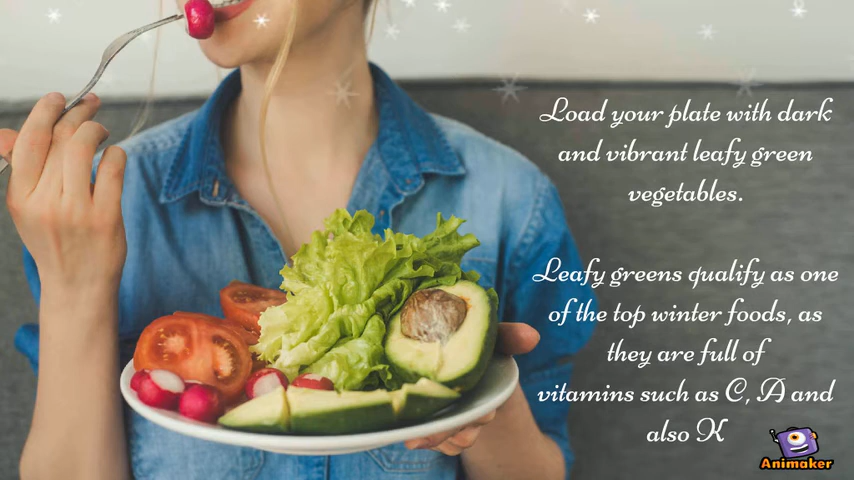 Load your plate with dark
and vibrant leafy green
vegetables.
Leafy greens qualify as one
of the top winter foods, as
they are full of
vitamins such as C, A and
also K
Animaker